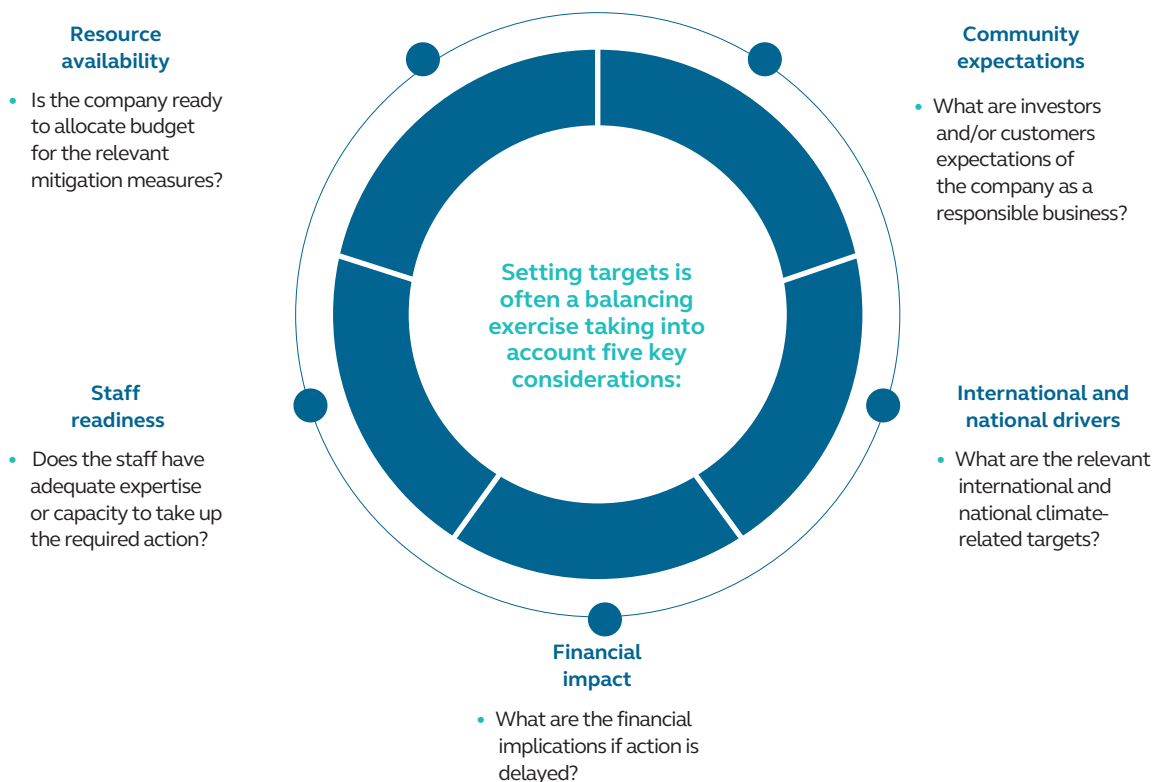 Resource
availability
• Is the company ready
to allocate budget
for the relevant
mitigation measures?
Community
expectations
• What are investors
and/or customers
expectations of
the company as a
responsible business?
Setting targets is
often a balancing
exercise taking into
account five key
considerations:
Staff
readiness
• Does the staff have
adequate expertise
or capacity to take up
the required action?
International and
national drivers
• What are the relevant
international and
national climate-
related targets?
Financial
impact
• What are the financial
implications if action is
delayed?